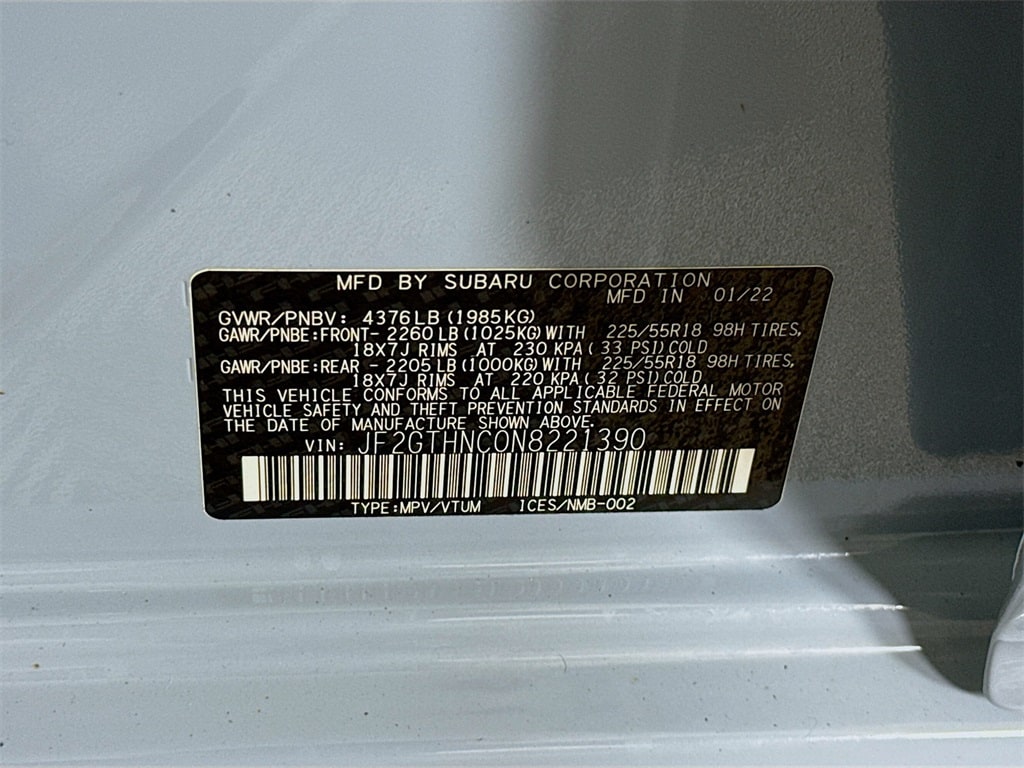 MFD BY SUBARU CORPORATION
MFD IN 01/22
GVWR/PNBV: 4376LB(1985KG)
GAWR/PNBE:FRONT- 2260LB(1025KG)WITH 225/55R18 98H TIRES,
18X7J RIMS AT 230 KPA( 33 PSI)COLD
GAWR/PNBE:REAR - 2205LB(1000KG)WITH 225/55R18 98H TIRES,
18X7J RIMS AT 220 KPA( 32 PSI)COLD
THIS VEHICLE CONFORMS TO ALL APPLICABLE FEDERAL MOTOR
VEHICLE SAFETY AND THEFT PREVENTION STANDARDS IN EFFECT ON
THE DATE OF MANUFACTURE SHOWN ABOVE.
VIN: JF2GTHNC0N8221390
TYPE:MPV/VTUM ICES/NMB-002